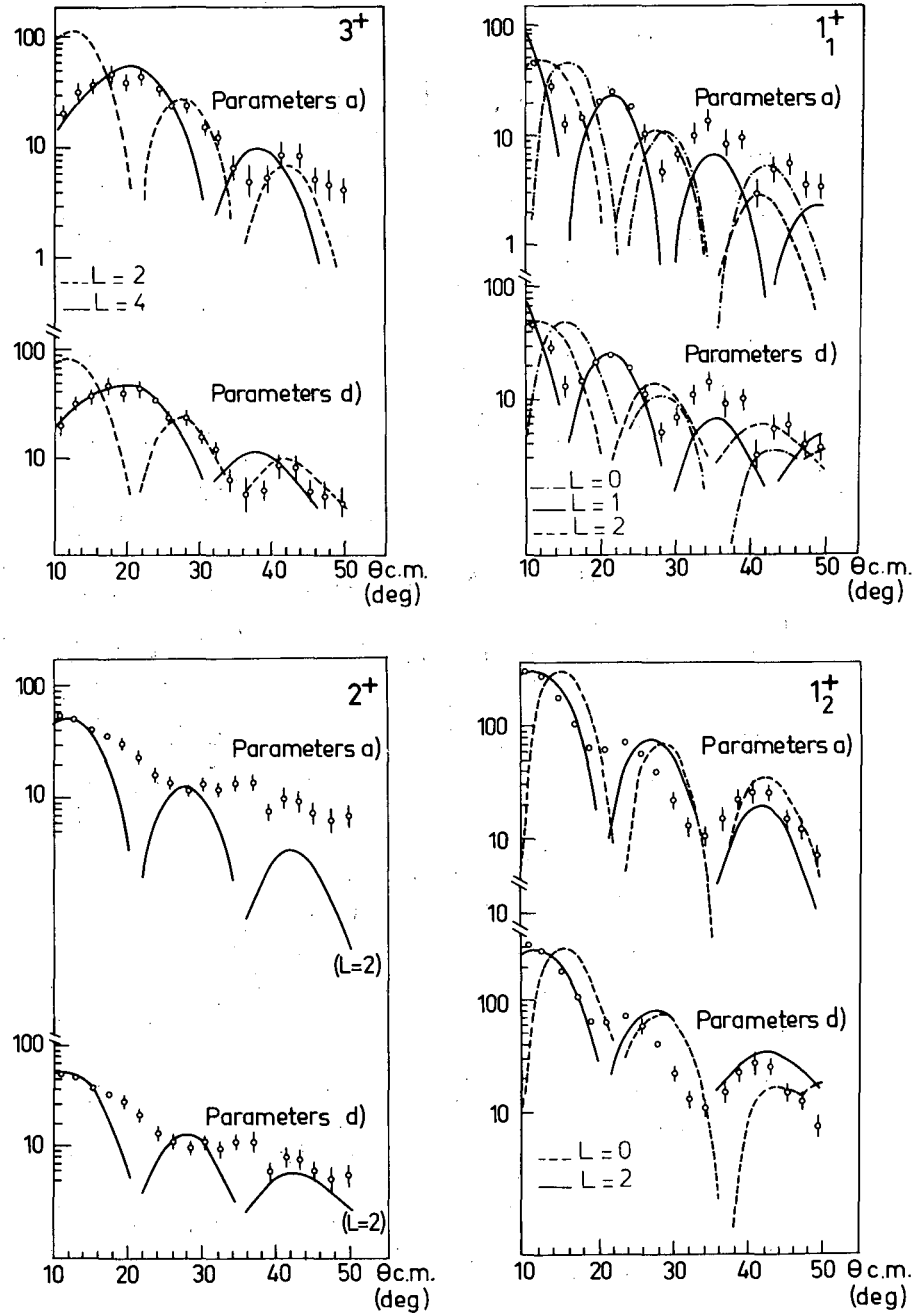 3+
100
Parameters a)
10
1
L = 2
L = 4
100
Parameters d)
10
10 20 30 40 50 θc.m.
(deg)
1+
1
100
Parameters a)
10
1
100
Parameters d)
10
L = 0
L = 1
L = 2
10 20 30 40 50 θc.m.
(deg)
2+
100
Parameters a)
10
(L=2)
100
Parameters d)
10
(L=2)
10 20 30 40 50 θc.m.
(deg)
1+
2
100
Parameters a)
10
10
100
Parameters d)
10
L = 0
L = 2
10 20 30 40 50 θc.m.
(deg)